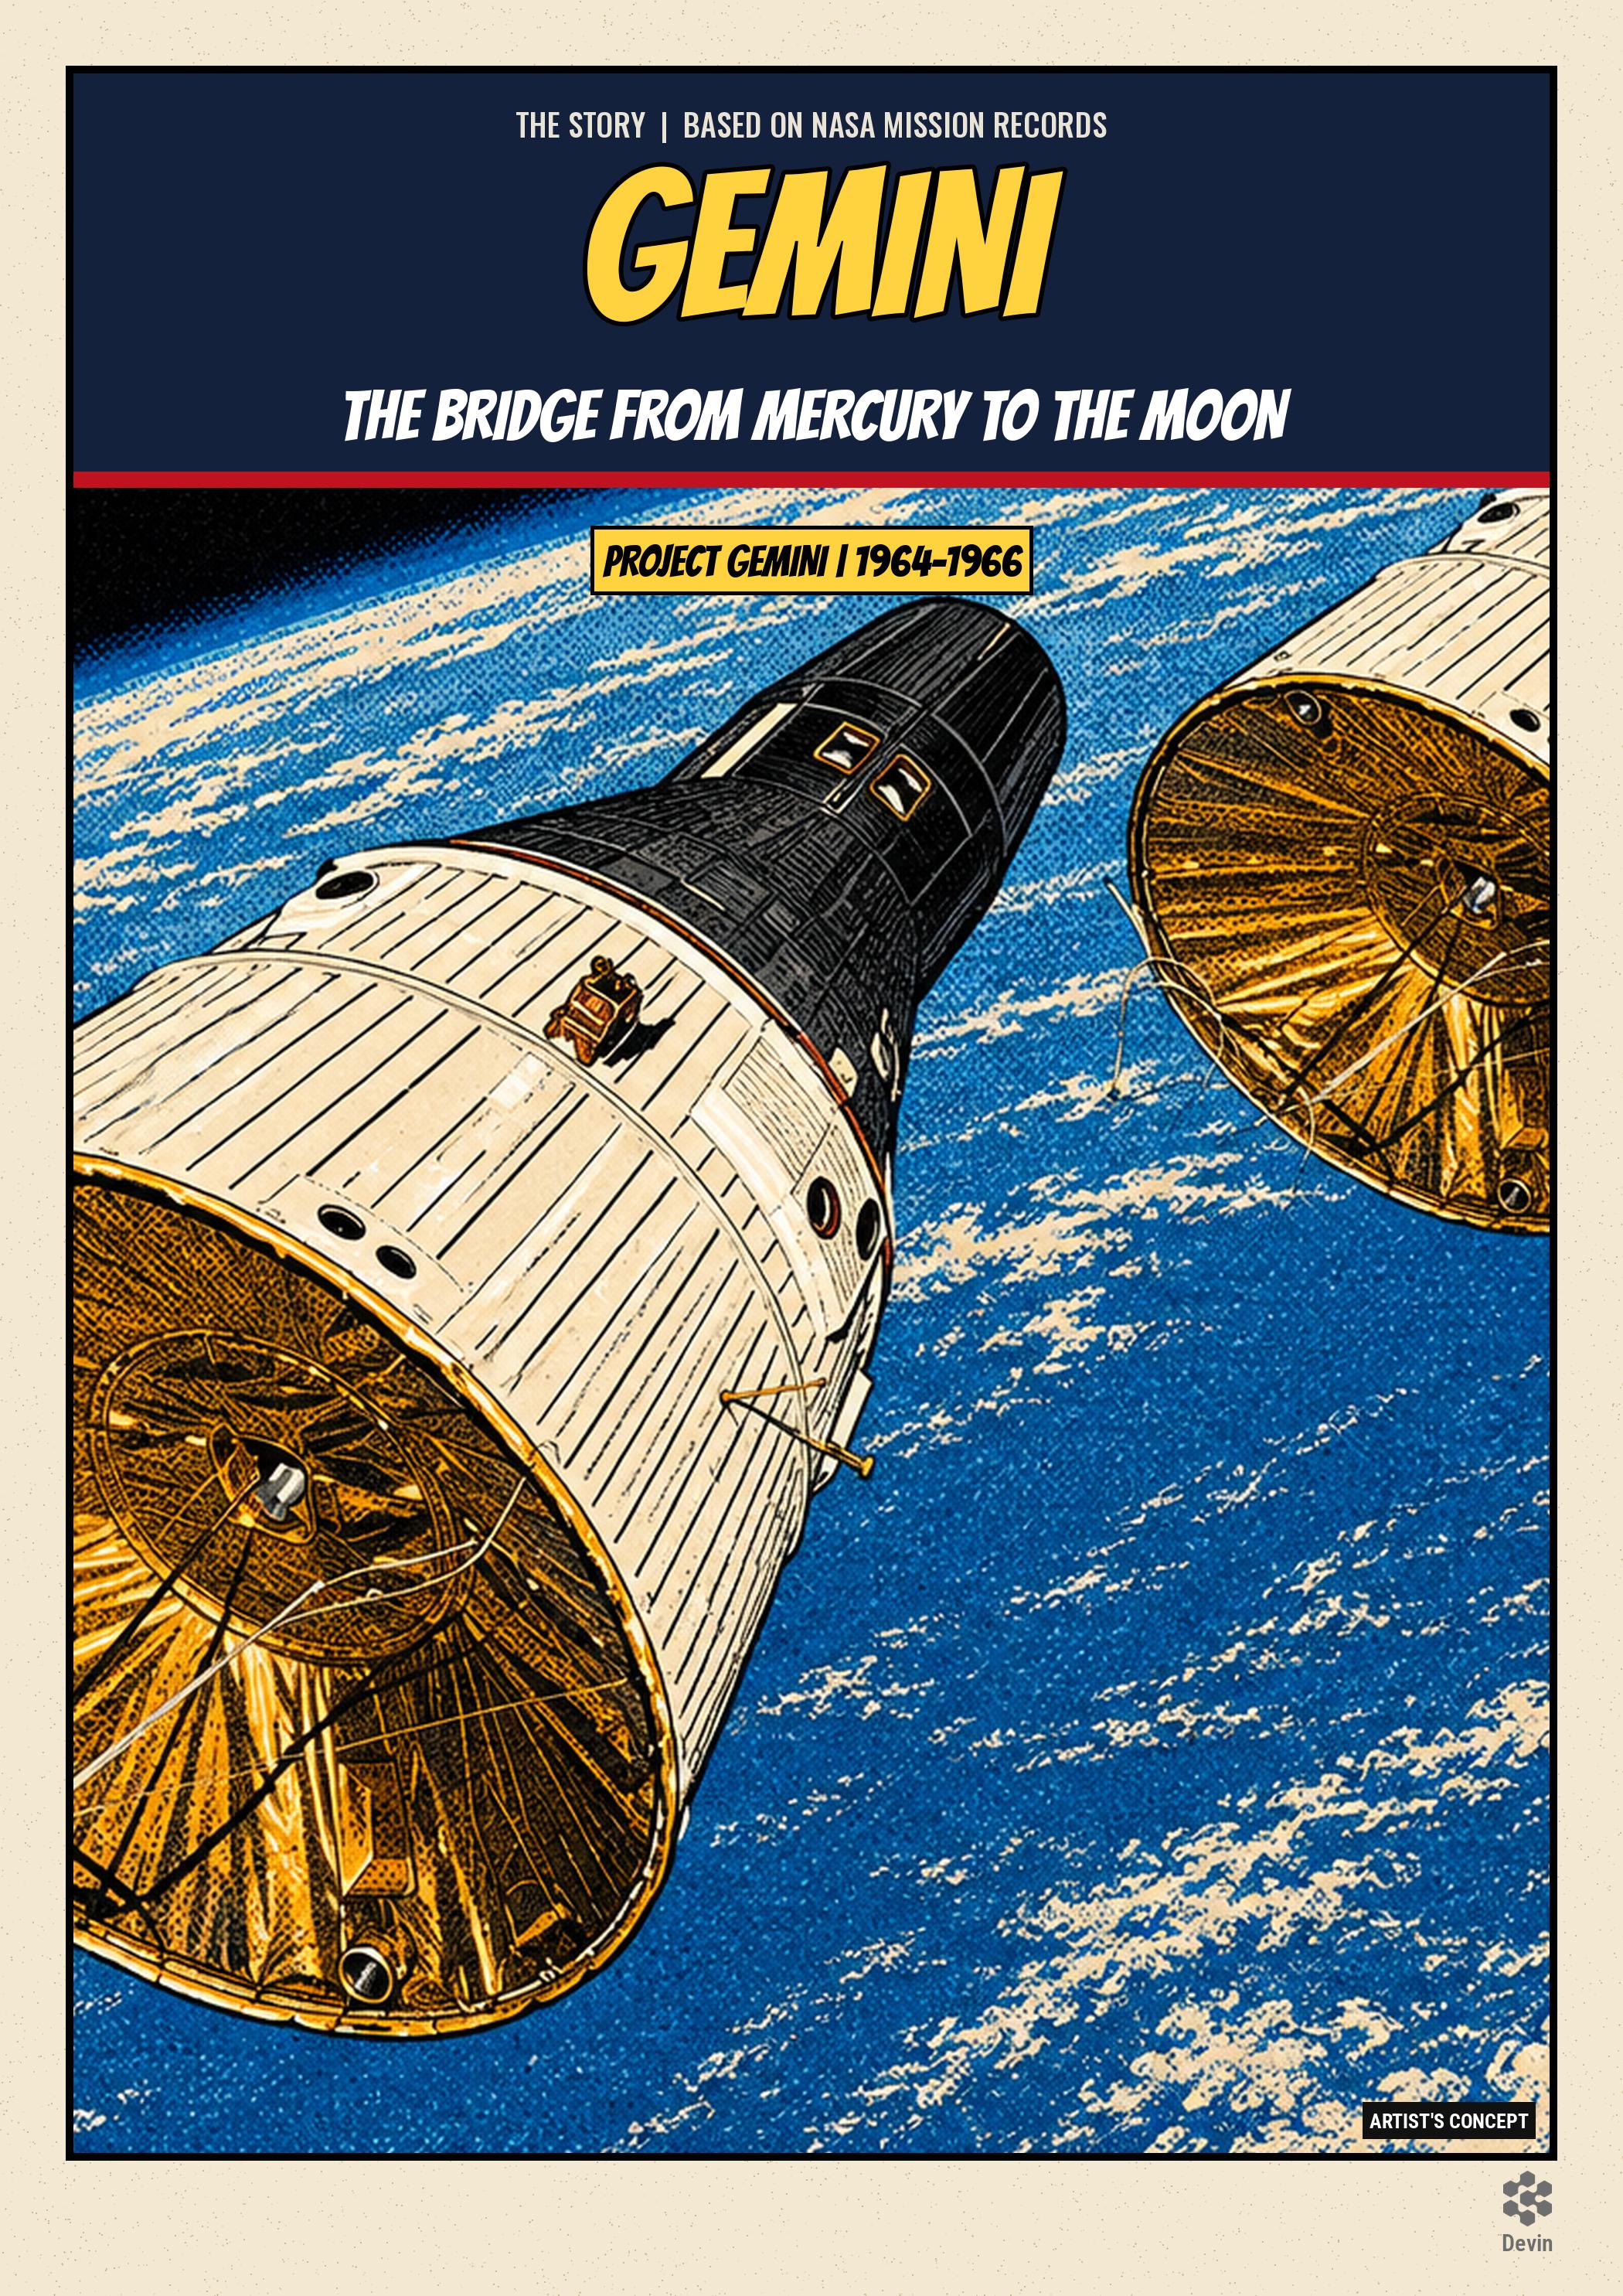 THE STORY | BASED ON NASA MISSION RECORDS
GEMINI
THE BRIDGE FROM MERCURY TO THE MOON
PROJECT GEMINI | 1964-1966
ARTIST'S CONCEPT
Devin